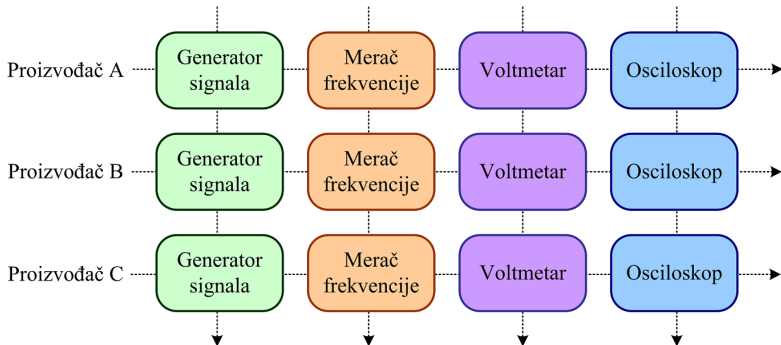 Proizvođač A
Generator
signala
Merač
frekvencije
Voltmetar
Osciloskop
Proizvođač B
Generator
signala
Merač
frekvencije
Voltmetar
Osciloskop
Proizvođač C
Generator
signala
Merač
frekvencije
Voltmetar
Osciloskop